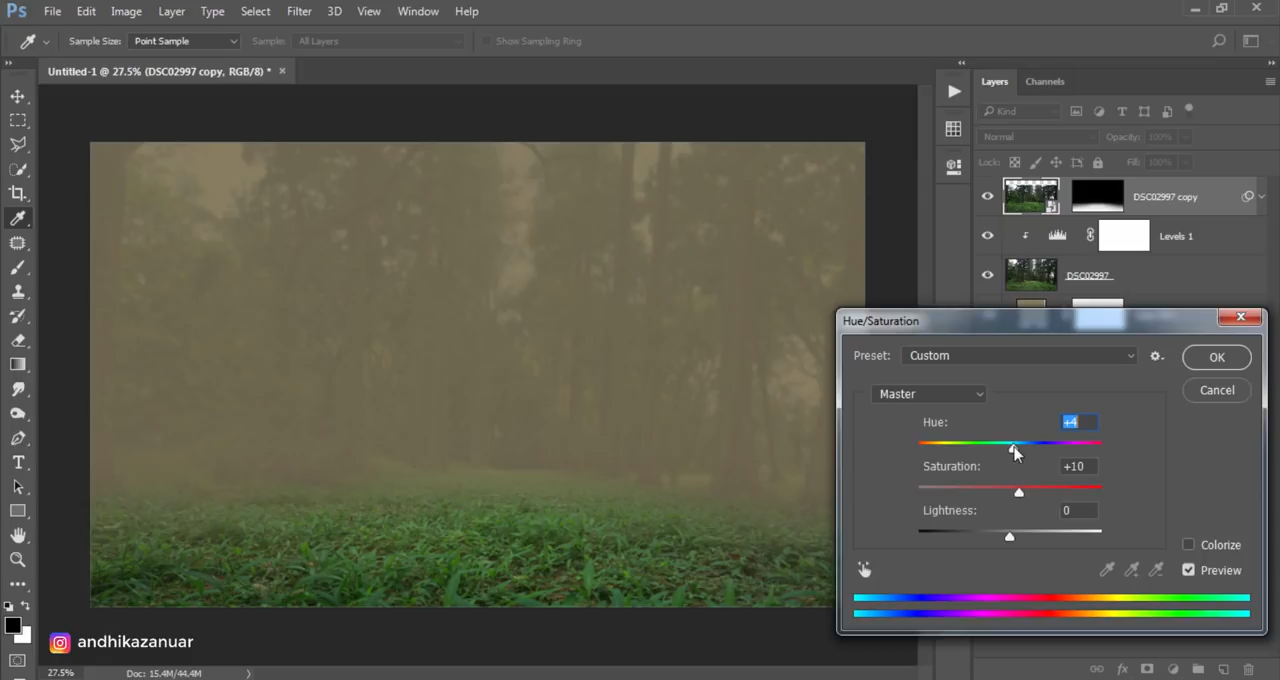 Ps File Edit Image Layer Type Select Filter 3D View Window Help
Sample Size: Point Sample Sample: All Layers Show Sampling Ring
Untitled-1 @ 27.5% (DSC02997 copy, RGB/8) *
Layers Channels
Kind
Normal Opacity: 100%
Lock: Fill: 100%
DSC02997 copy
Levels 1
DSC02997
Hue/Saturation
Preset: Custom OK
Master Cancel
Hue: +4
Saturation: +10
Lightness: 0
Colorize
Preview
andhikazanuar
27.5% Doc: 15.4M/44.4M